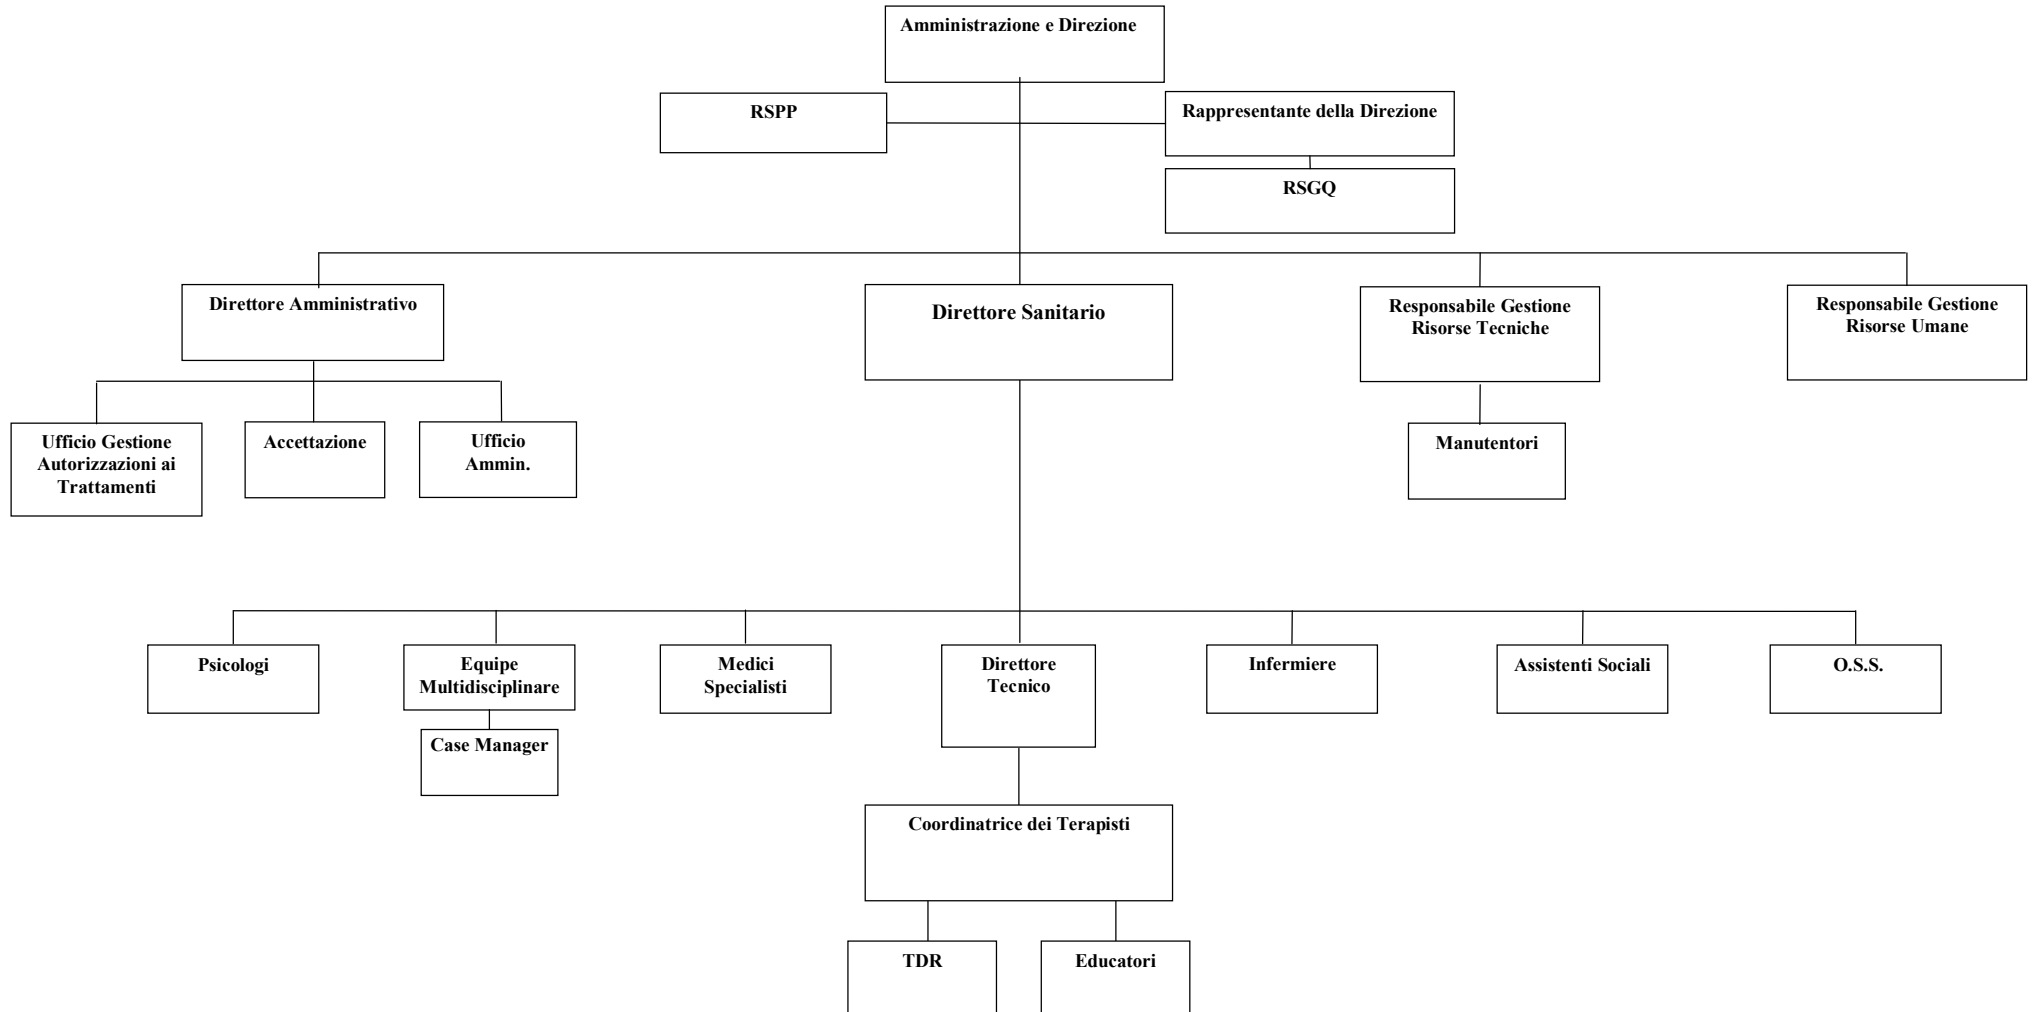 Amministrazione e Direzione
RSPP
Rappresentante della Direzione
RSGQ
Direttore Amministrativo
Direttore Sanitario
Responsabile Gestione
Risorse Tecniche
Responsabile Gestione
Risorse Umane
Ufficio Gestione
Autorizzazioni ai
Trattamenti
Accettazione
Ufficio
Ammin.
Manutentori
Psicologi
Equipe
Multidisciplinare
Medici
Specialisti
Direttore
Tecnico
Infermiere
Assistenti Sociali
O.S.S.
Case Manager
Coordinatrice dei Terapisti
TDR
Educatori